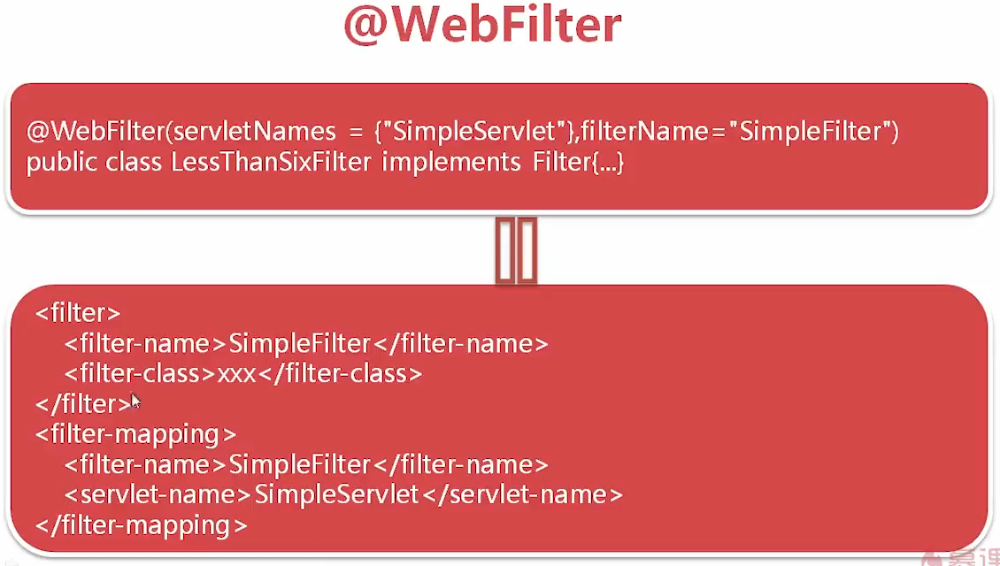 @WebFilter
@WebFilter(servletNames = {"SimpleServlet"},filterName="SimpleFilter")
public class LessThanSixFilter implements Filter{...}
<filter>
<filter-name>SimpleFilter</filter-name>
<filter-class>xxx</filter-class>
</filter>
<filter-mapping>
<filter-name>SimpleFilter</filter-name>
<servlet-name>SimpleServlet</servlet-name>
</filter-mapping>